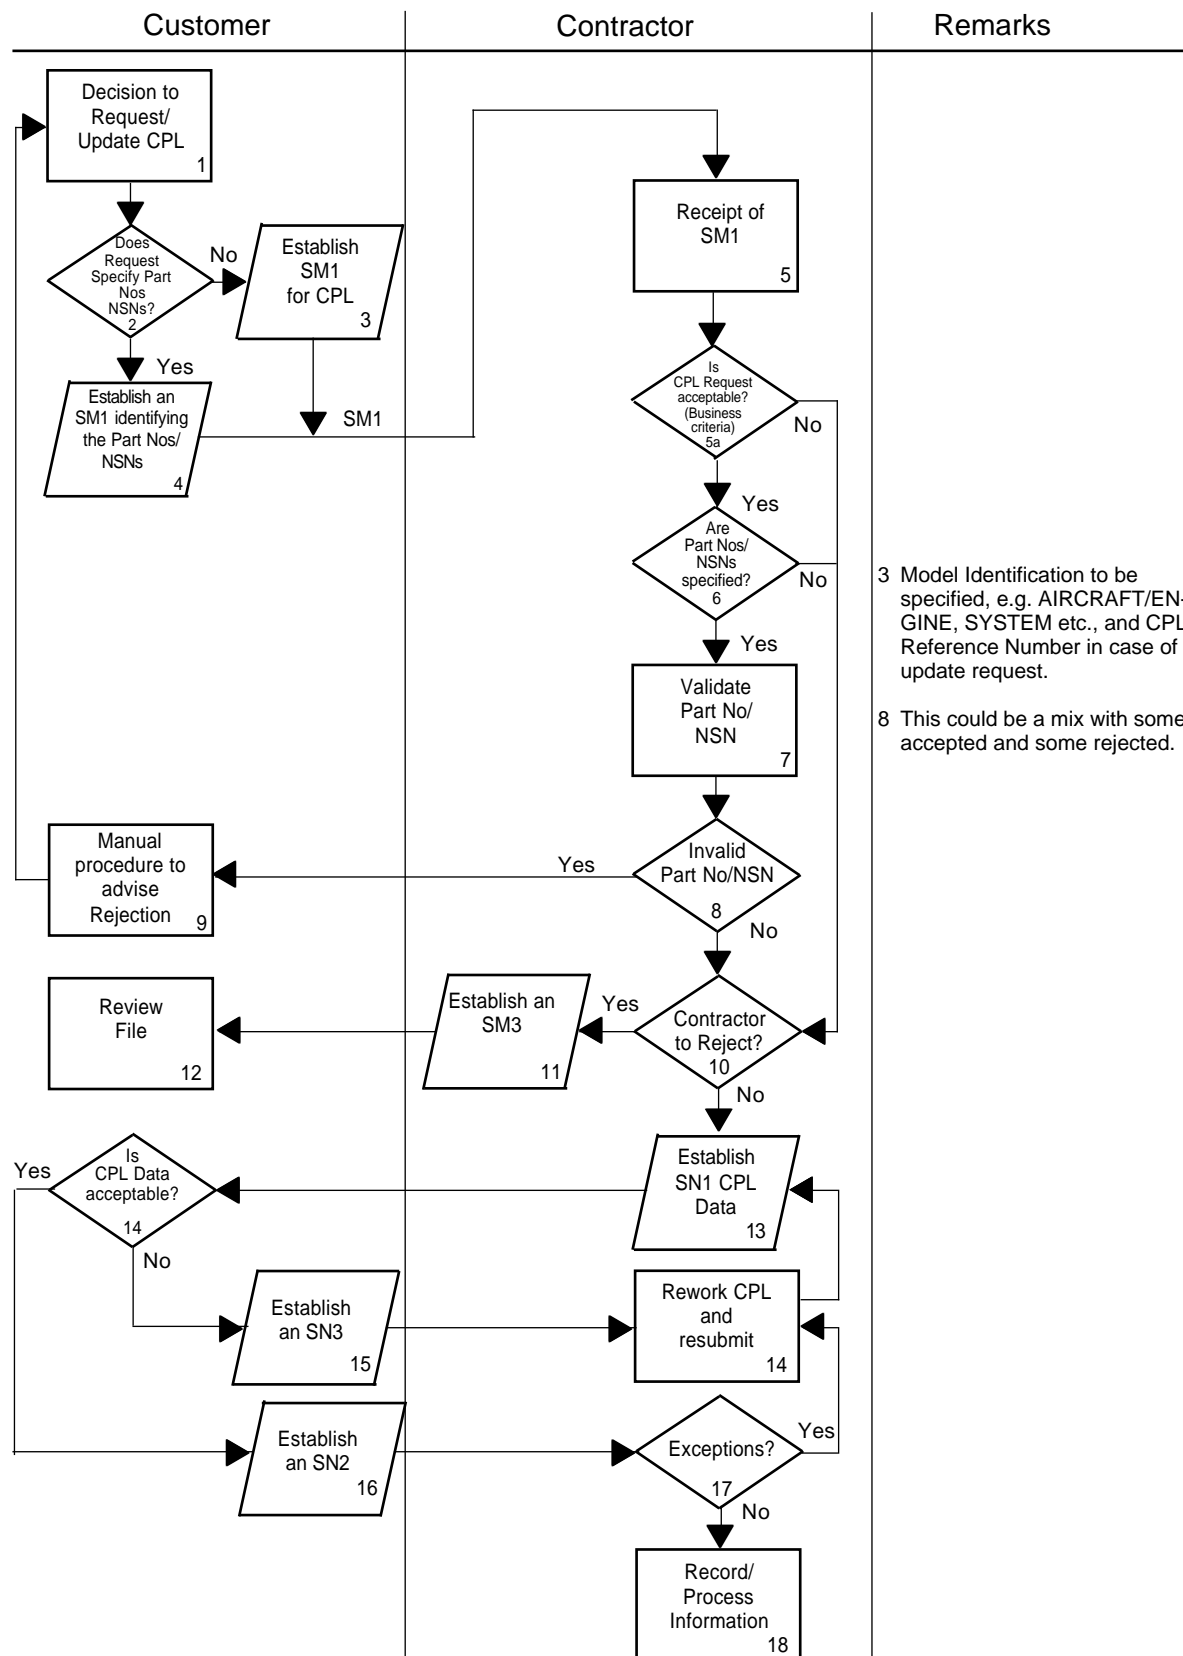 Customer
Contractor
Remarks
Decision to
Request/
Update CPL
1
Does
Request
Specify Part
Nos
NSNs?
2
No
Establish
SM1
for CPL
3
Yes
Establish an
SM1 identifying
the Part Nos/
NSNs
4
SM1
Receipt of
SM1
5
Is
CPL Request
acceptable?
(Business
criteria)
5a
No
Yes
Are
Part Nos/
NSNs
specified?
6
No
Yes
3 Model Identification to be
specified, e.g. AIRCRAFT/EN-
GINE, SYSTEM etc., and CPL
Reference Number in case of
update request.
8 This could be a mix with some
accepted and some rejected.
Validate
Part No/
NSN
7
Invalid
Part No/NSN
8
Yes
No
Manual
procedure to
advise
Rejection
9
Contractor
to Reject?
10
Yes
No
Establish an
SM3
11
Review
File
12
Establish
SN1 CPL
Data
13
Is
CPL Data
acceptable?
14
Yes
No
Establish
an SN3
15
Rework CPL
and
resubmit
14
Establish
an SN2
16
Exceptions?
17
Yes
No
Record/
Process
Information
18